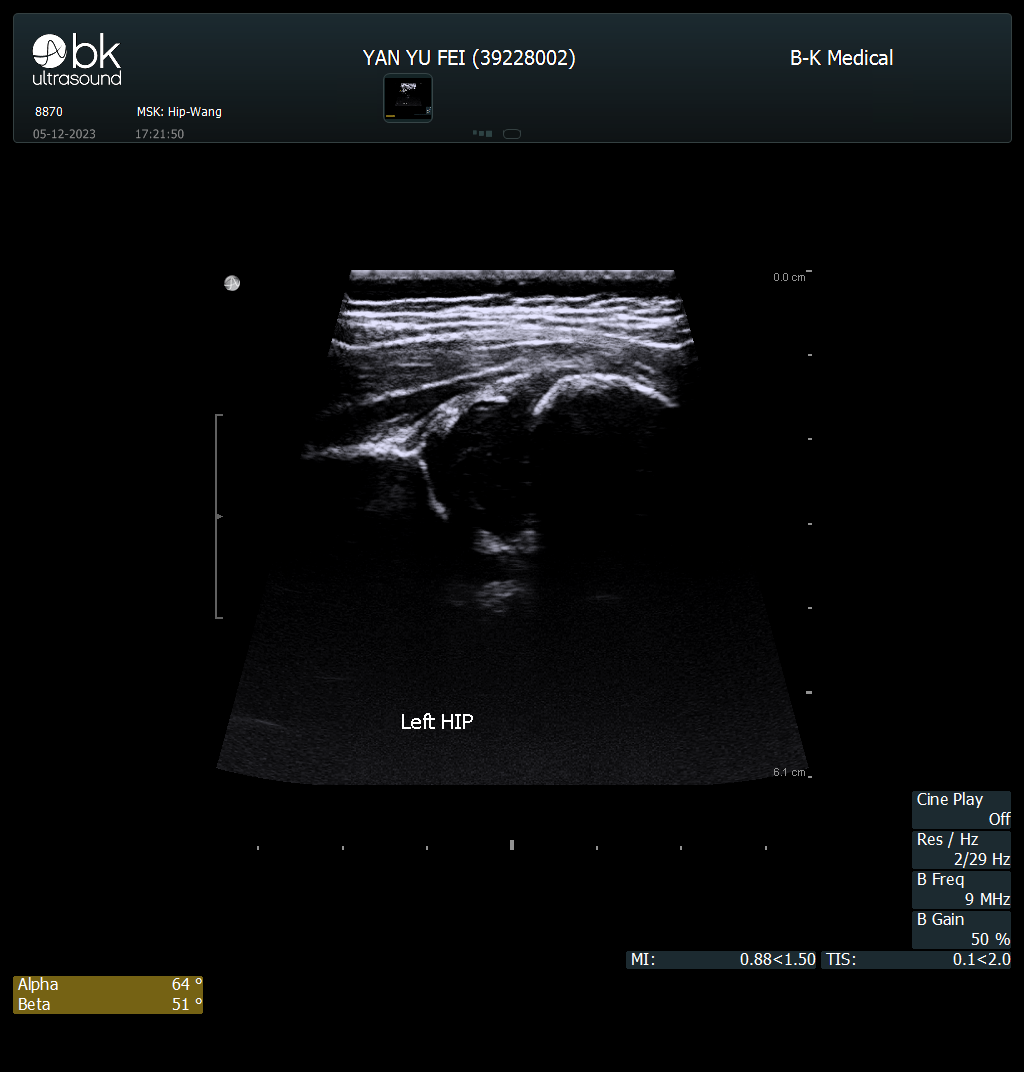 bk
ultrasound
YAN YU FEI (39228002)
B-K Medical
8870
MSK: Hip-Wang
05-12-2023
17:21:50
0.0 cm
Left HIP
6.1 cm
Cine Play
Off
Res / Hz
2/29 Hz
B Freq
9 MHz
B Gain
50 %
MI: 0.88<1.50
TIS: 0.1<2.0
Alpha 64 º
Beta 51 º